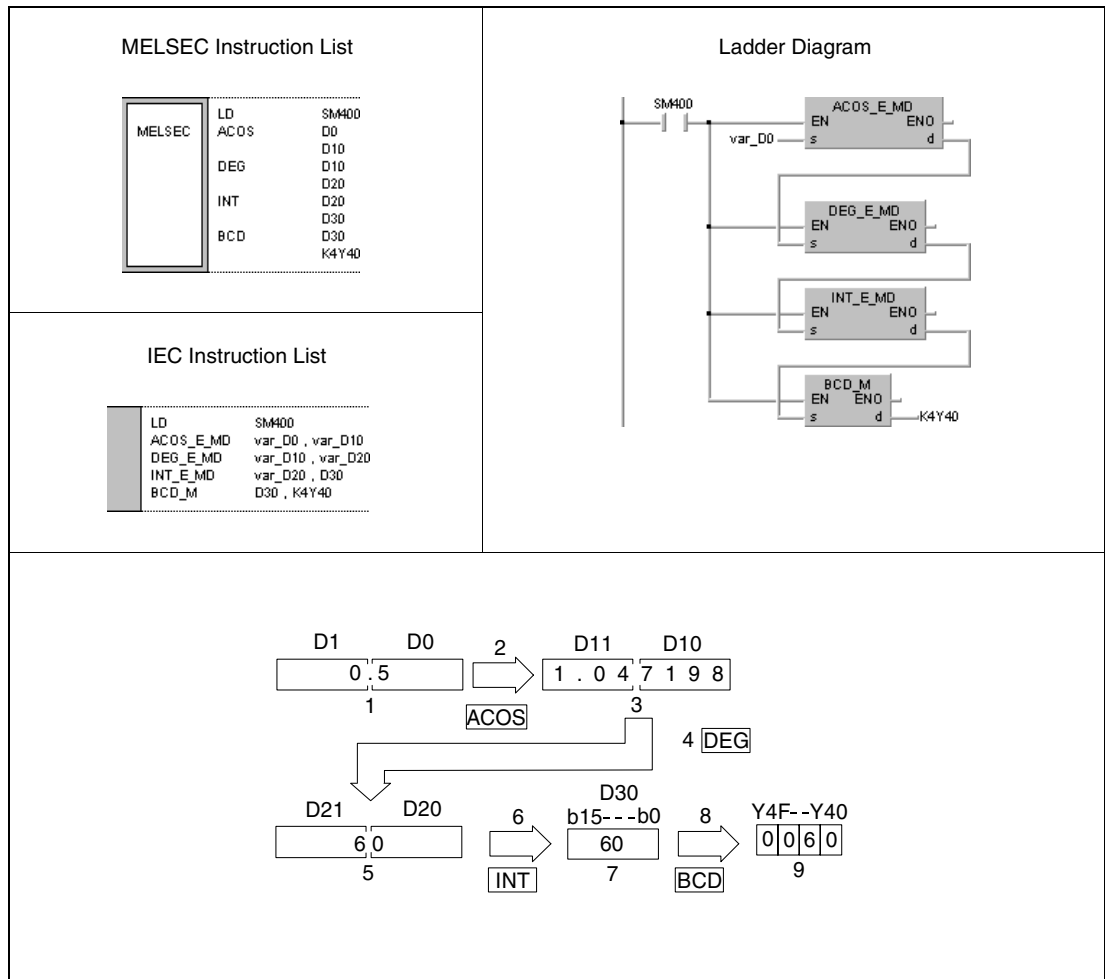 MELSEC Instruction List
MELSEC
LD SM400
ACOS D0
D10
DEG D10
D20
INT D20
D30
BCD D30
K4Y40
IEC Instruction List
LD SM400
ACOS_E_MD var_D0 , var_D10
DEG_E_MD var_D10 , var_D20
INT_E_MD var_D20 , D30
BCD_M D30 , K4Y40
Ladder Diagram
SM400
ACOS_E_MD
EN ENO
var_D0 s d
DEG_E_MD
EN ENO
s d
INT_E_MD
EN ENO
s d
BCD_M
EN ENO
s d K4Y40
D1 D0 2 D11 D10
0.5 1.047198
1 ACOS 3
4 DEG
D30
D21 D20 6 b15---b0 8 Y4F--Y40
60 60 0060
5 INT 7 BCD 9